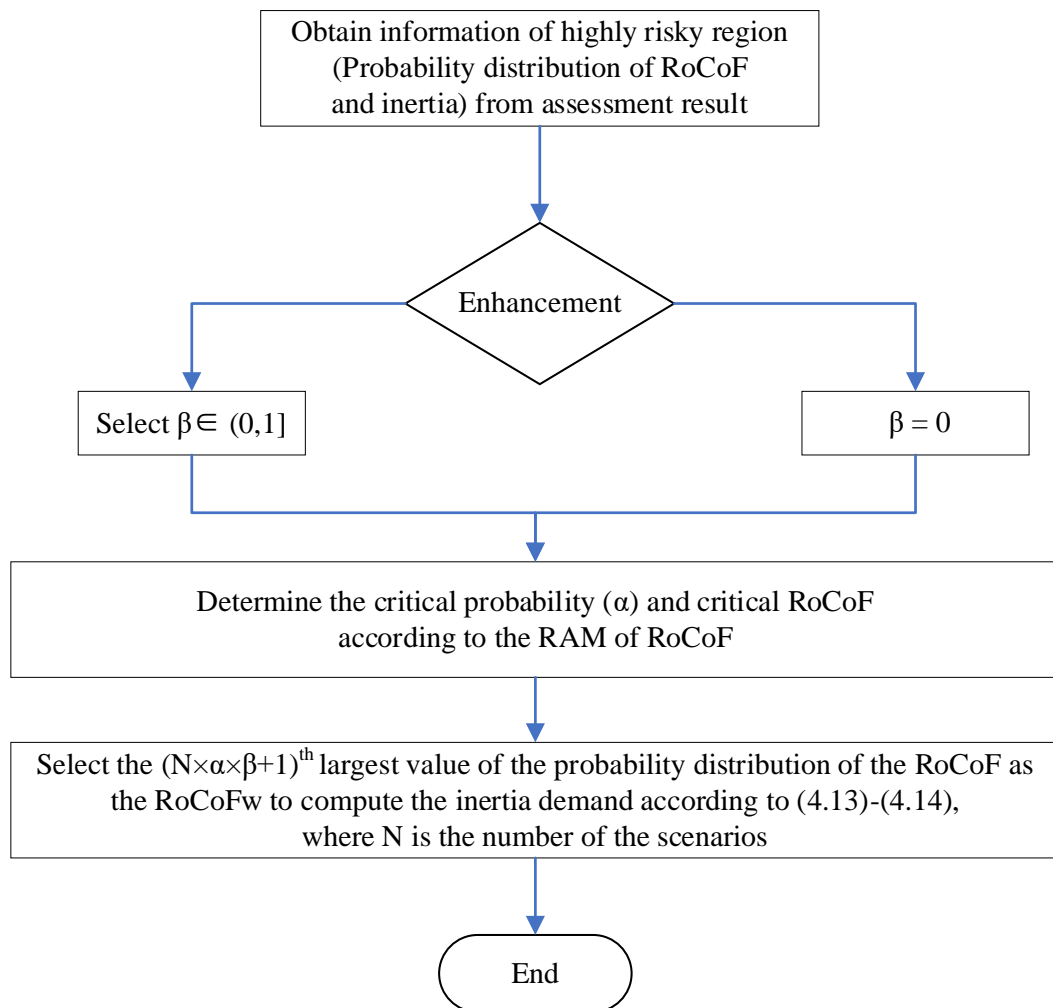 Obtain information of highly risky region
(Probability distribution of RoCoF
and inertia) from assessment result
Enhancement
Select β∈ (0,1]
β = 0
Determine the critical probability (α) and critical RoCoF
according to the RAM of RoCoF
Select the (N×α×β+1)th largest value of the probability distribution of the RoCoF as
the RoCoFw to compute the inertia demand according to (4.13)-(4.14),
where N is the number of the scenarios
End